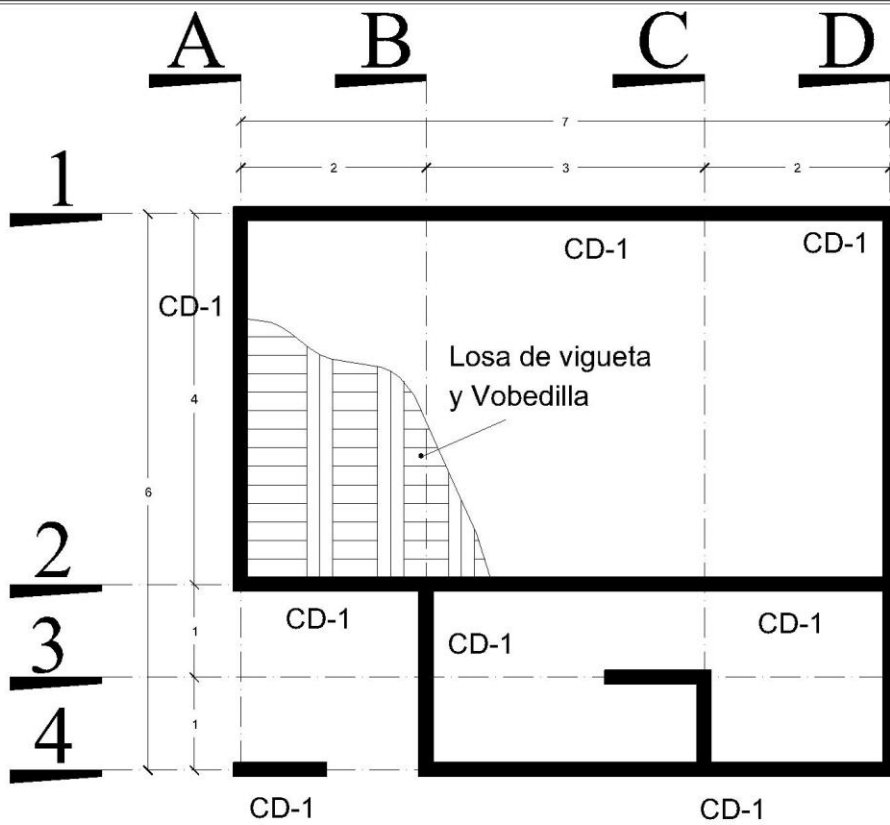 A B C D
7
2 3 2
1
CD-1 CD-1
CD-1
Losa de vigueta
y Vobedilla
4
6
2
CD-1 CD-1 CD-1
1
3
1
4
CD-1 CD-1